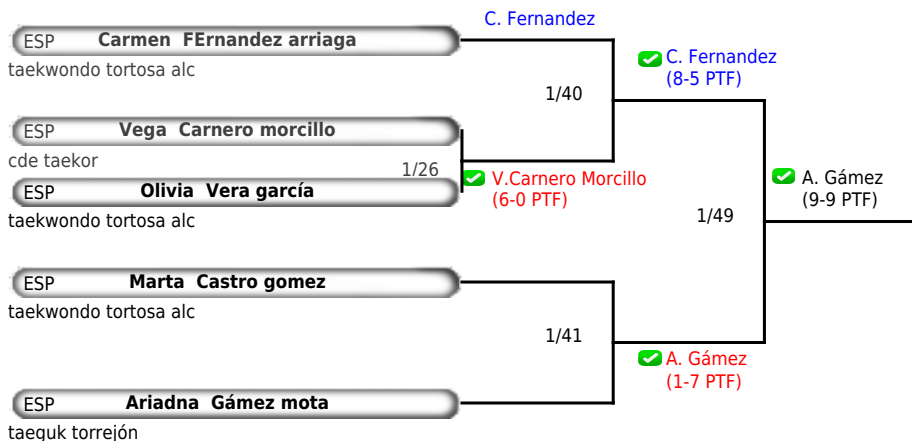 C. Fernandez
ESP Carmen FErnandez arriaga
taekwondo tortosa alc
C. Fernandez
(8-5 PTF)
1/40
ESP Vega Carnero morcillo
cde taekor
1/26
V.Carnero Morcillo
(6-0 PTF)
ESP Olivia Vera garcía
taekwondo tortosa alc
A. Gámez
(9-9 PTF)
1/49
ESP Marta Castro gomez
taekwondo tortosa alc
1/41
A. Gámez
(1-7 PTF)
ESP Ariadna Gámez mota
taeguk torrejón